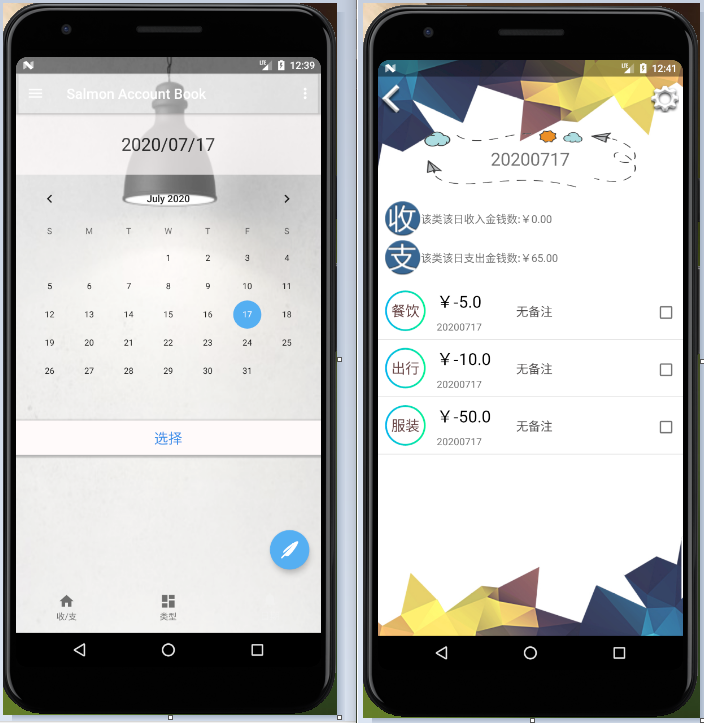 12:39
Salmon Account Book
2020/07/17
July 2020
S M T W T F S
1 2 3 4
5 6 7 8 9 10 11
12 13 14 15 16 17 18
19 20 21 22 23 24 25
26 27 28 29 30 31
选择
收/支 类型
12:41
20200717
收 该类该日收入金钱数:￥0.00
支 该类该日支出金钱数:￥65.00
餐饮 ￥-5.0 无备注
20200717
出行 ￥-10.0 无备注
20200717
服装 ￥-50.0 无备注
20200717